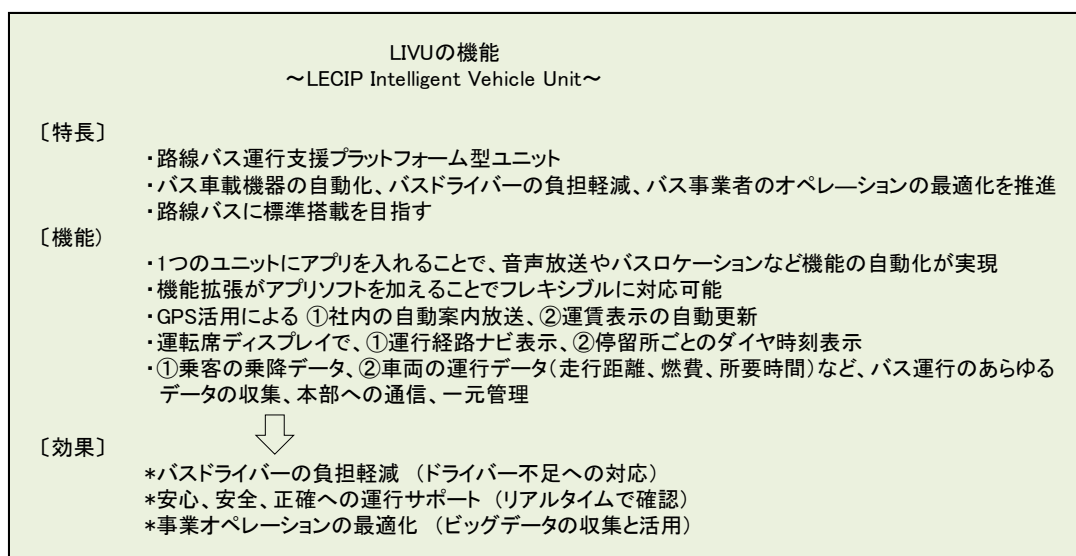 LIVUの機能
～LECIP Intelligent Vehicle Unit～
〔特長〕
・路線バス運行支援プラットフォーム型ユニット
・バス車載機器の自動化、バスドライバーの負担軽減、バス事業者のオペレ―ションの最適化を推進
・路線バスに標準搭載を目指す
〔機能）
・1つのユニットにアプリを入れることで、音声放送やバスロケーションなど機能の自動化が実現
・機能拡張がアプリソフトを加えることでフレキシブルに対応可能
・GPS活用による ①社内の自動案内放送、②運賃表示の自動更新
・運転席ディスプレイで、①運行経路ナビ表示、②停留所ごとのダイヤ時刻表示
・①乗客の乗降データ、②車両の運行データ（走行距離、燃費、所要時間）など、バス運行のあらゆる
データの収集、本部への通信、一元管理
〔効果〕
*バスドライバーの負担軽減 （ドライバー不足への対応）
*安心、安全、正確への運行サポート （リアルタイムで確認）
*事業オペレーションの最適化 （ビッグデータの収集と活用）